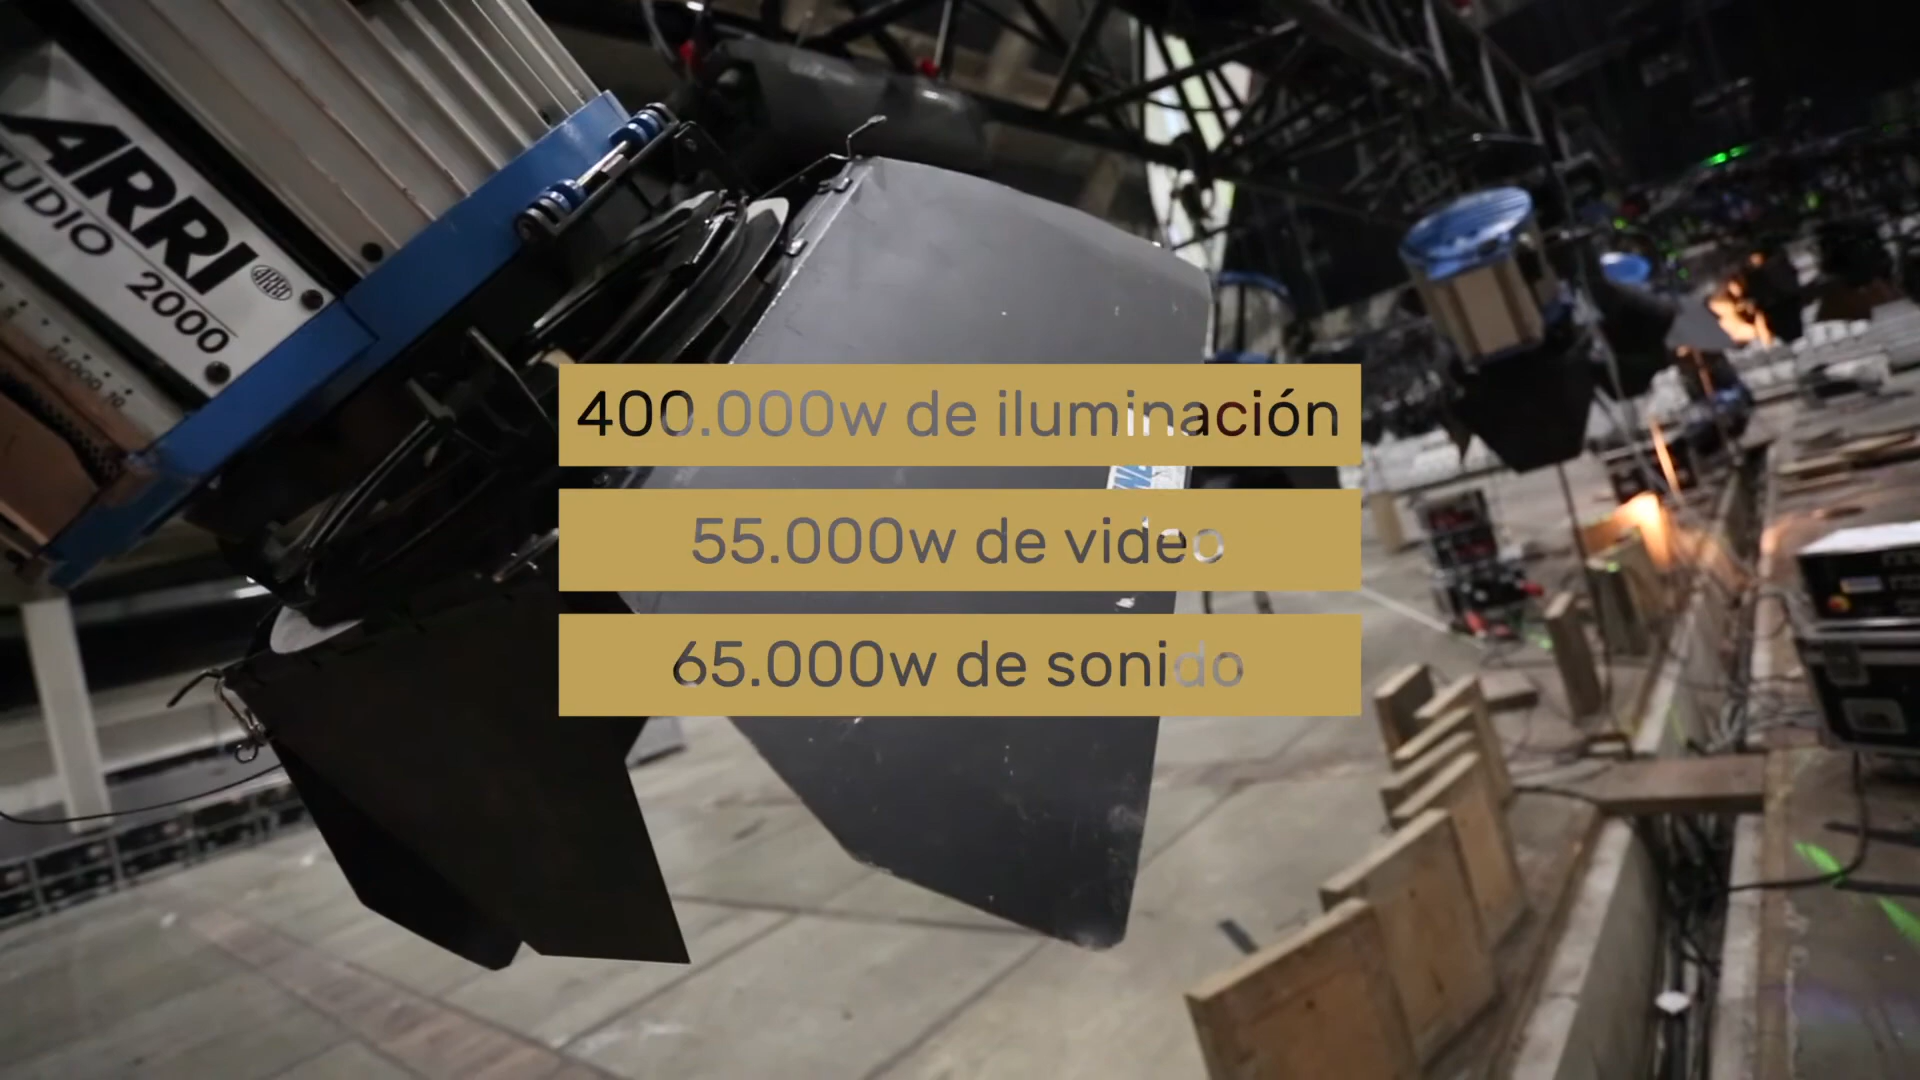 ARRI
STUDIO 2000
400.000w de iluminación
55.000w de video
65.000w de sonido